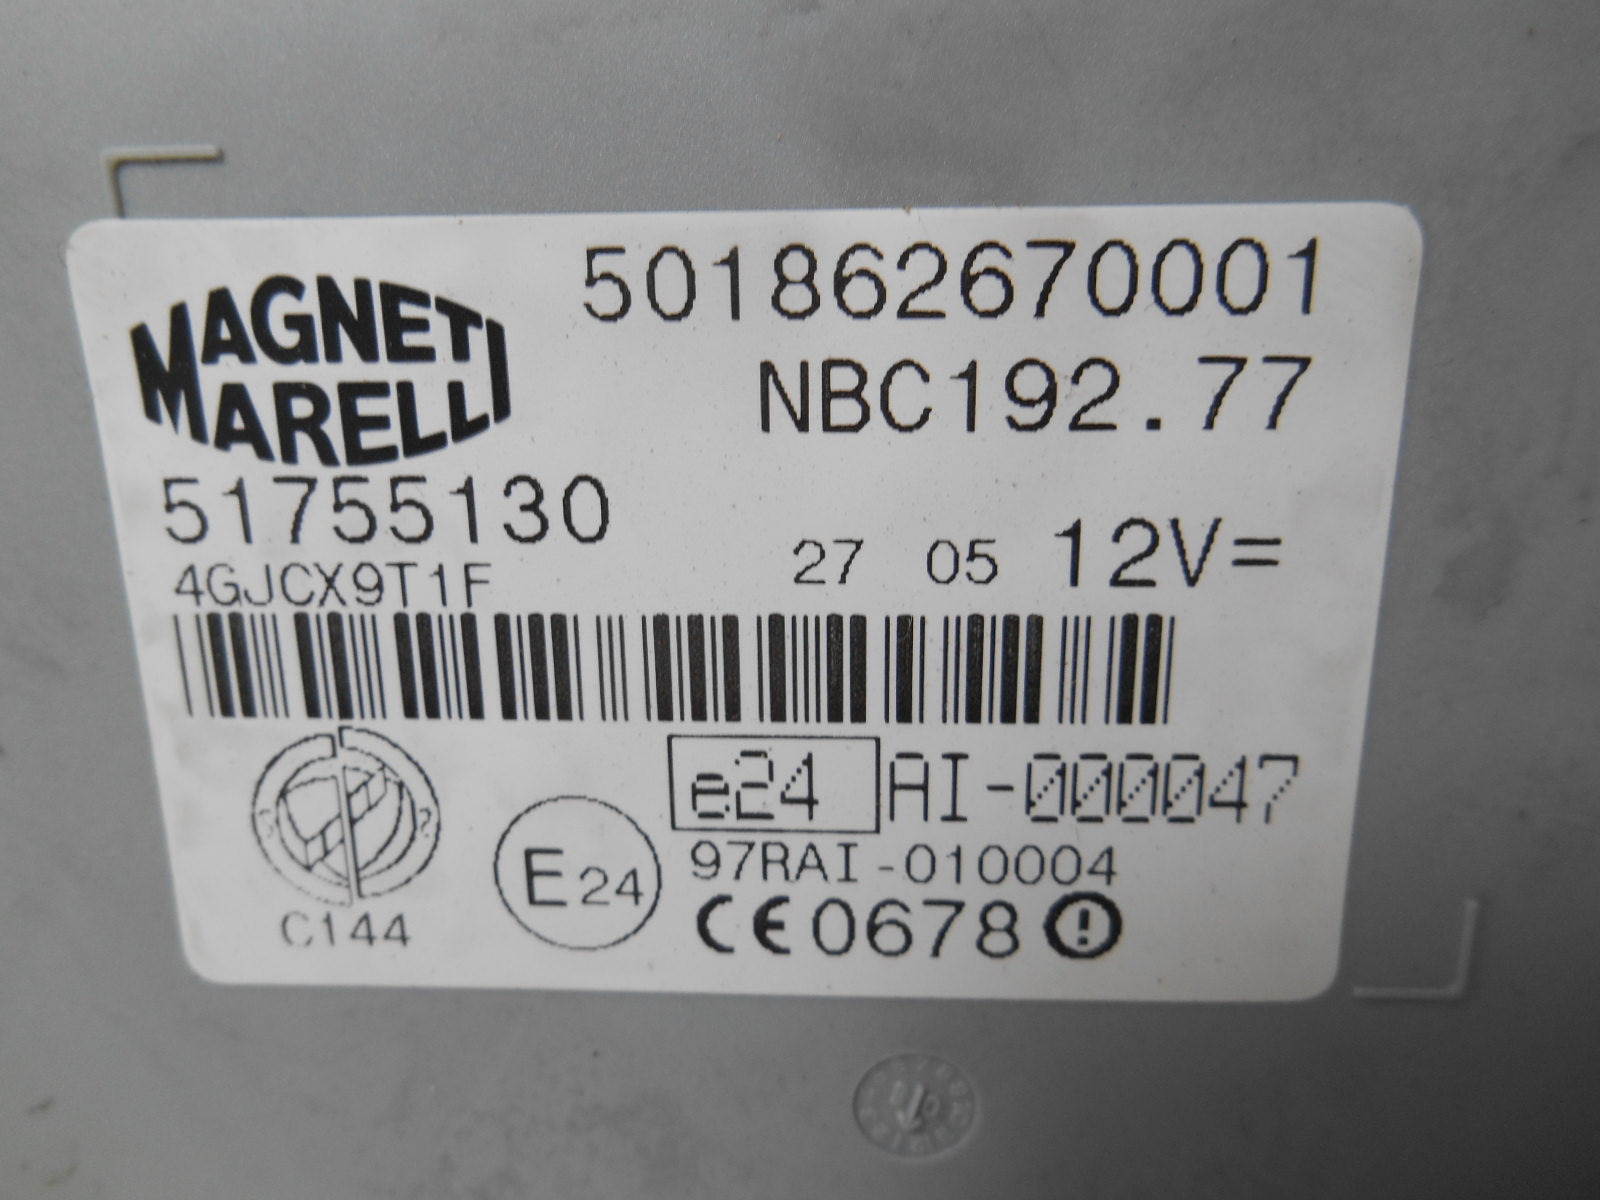 MAGNETI
MARELLI
501862670001
NBC192.77
51755130
27 05 12V=
4GJCX9T1F
e24 AI-000047
E24
97RAI-010004
C144
CE0678